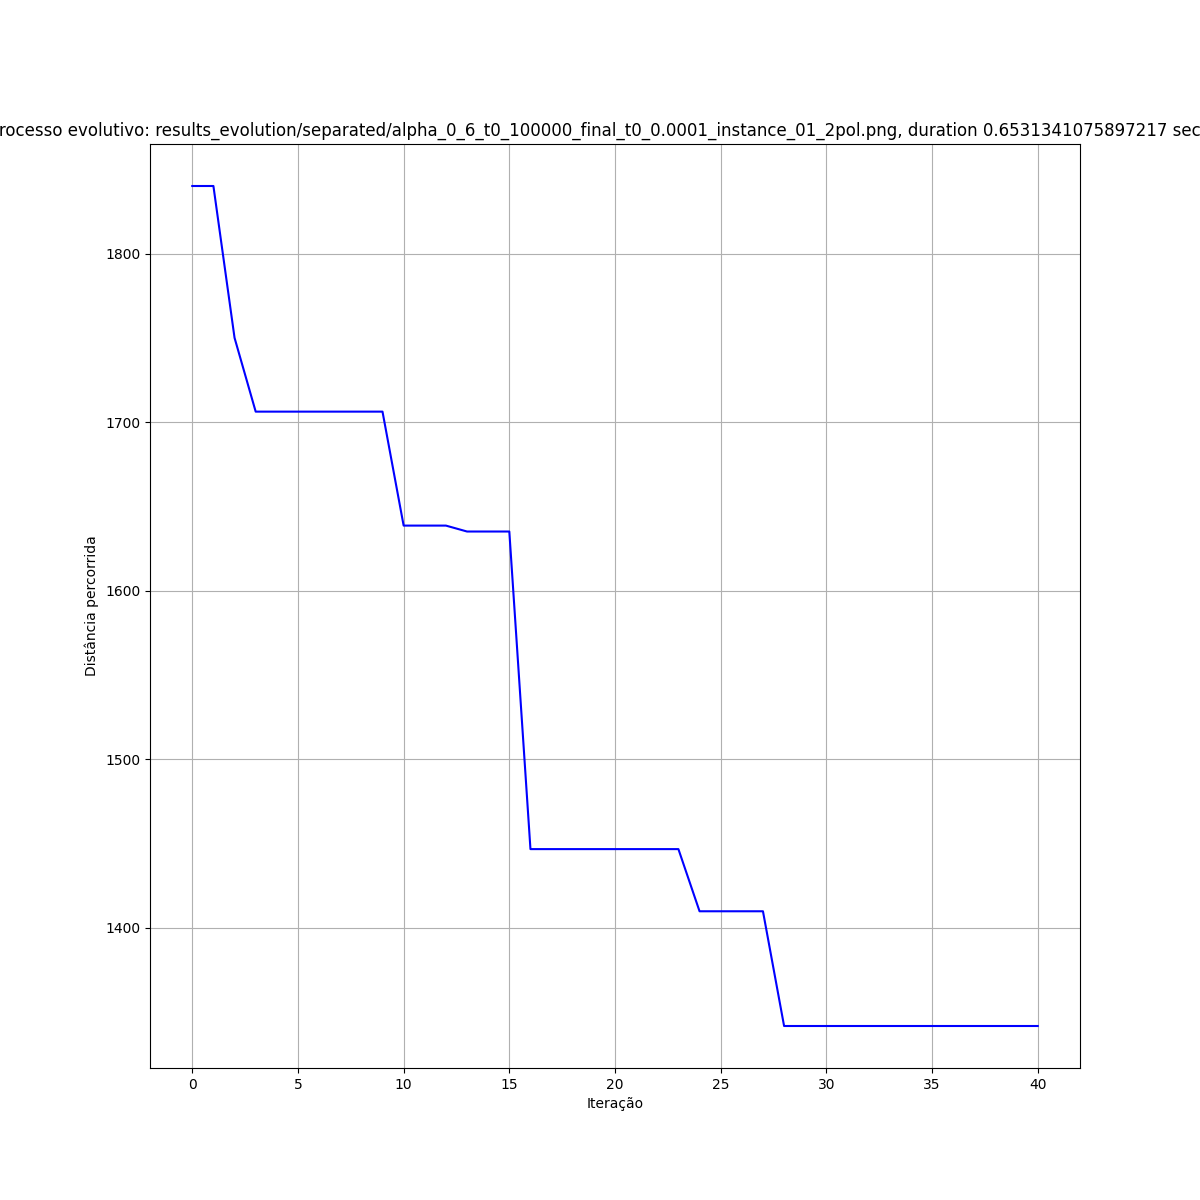 rocesso evolutivo: results_evolution/separated/alpha_0_6_t0_100000_final_t0_0.0001_instance_01_2pol.png, duration 0.6531341075897217 sec
1800
1700
1600
1500
1400
Distância percorrida
0 5 10 15 20 25 30 35 40
Iteração